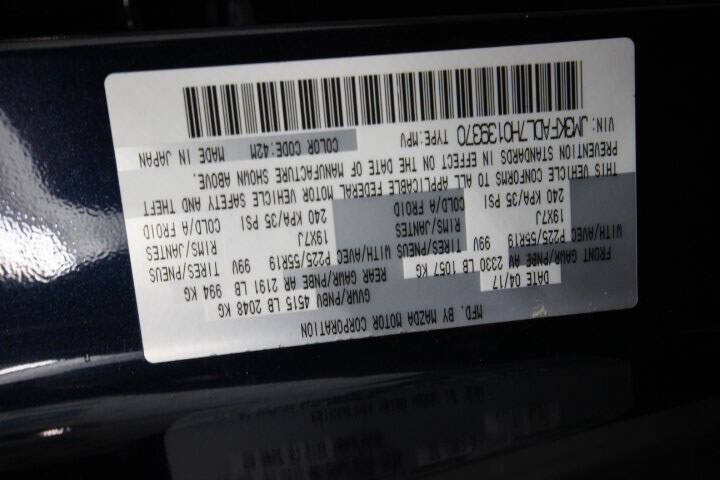 MFD. BY MAZDA MOTOR CORPORATION
DATE 04/17 GVWR/PNBV 4515 LB 2048 KG
FRONT GAWR/PNBE AV 2330 LB 1057 KG REAR GAWR/PNBE AR 2191 LB 994 KG
WITH/AVEC P225/55R19 99V TIRES/PNEUS WITH/AVEC P225/55R19 99V TIRES/PNEUS
19X7J RIMS/JANTES 19X7J RIMS/JANTES
240 KPA/35 PSI COLD/A FROID 240 KPA/35 PSI COLD/A FROID
THIS VEHICLE CONFORMS TO ALL APPLICABLE FEDERAL MOTOR VEHICLE SAFETY AND THEFT
PREVENTION STANDARDS IN EFFECT ON THE DATE OF MANUFACTURE SHOWN ABOVE.
VIN: JM3KFADL7H0139370 TYPE:MPV COLOR CODE:42M MADE IN JAPAN